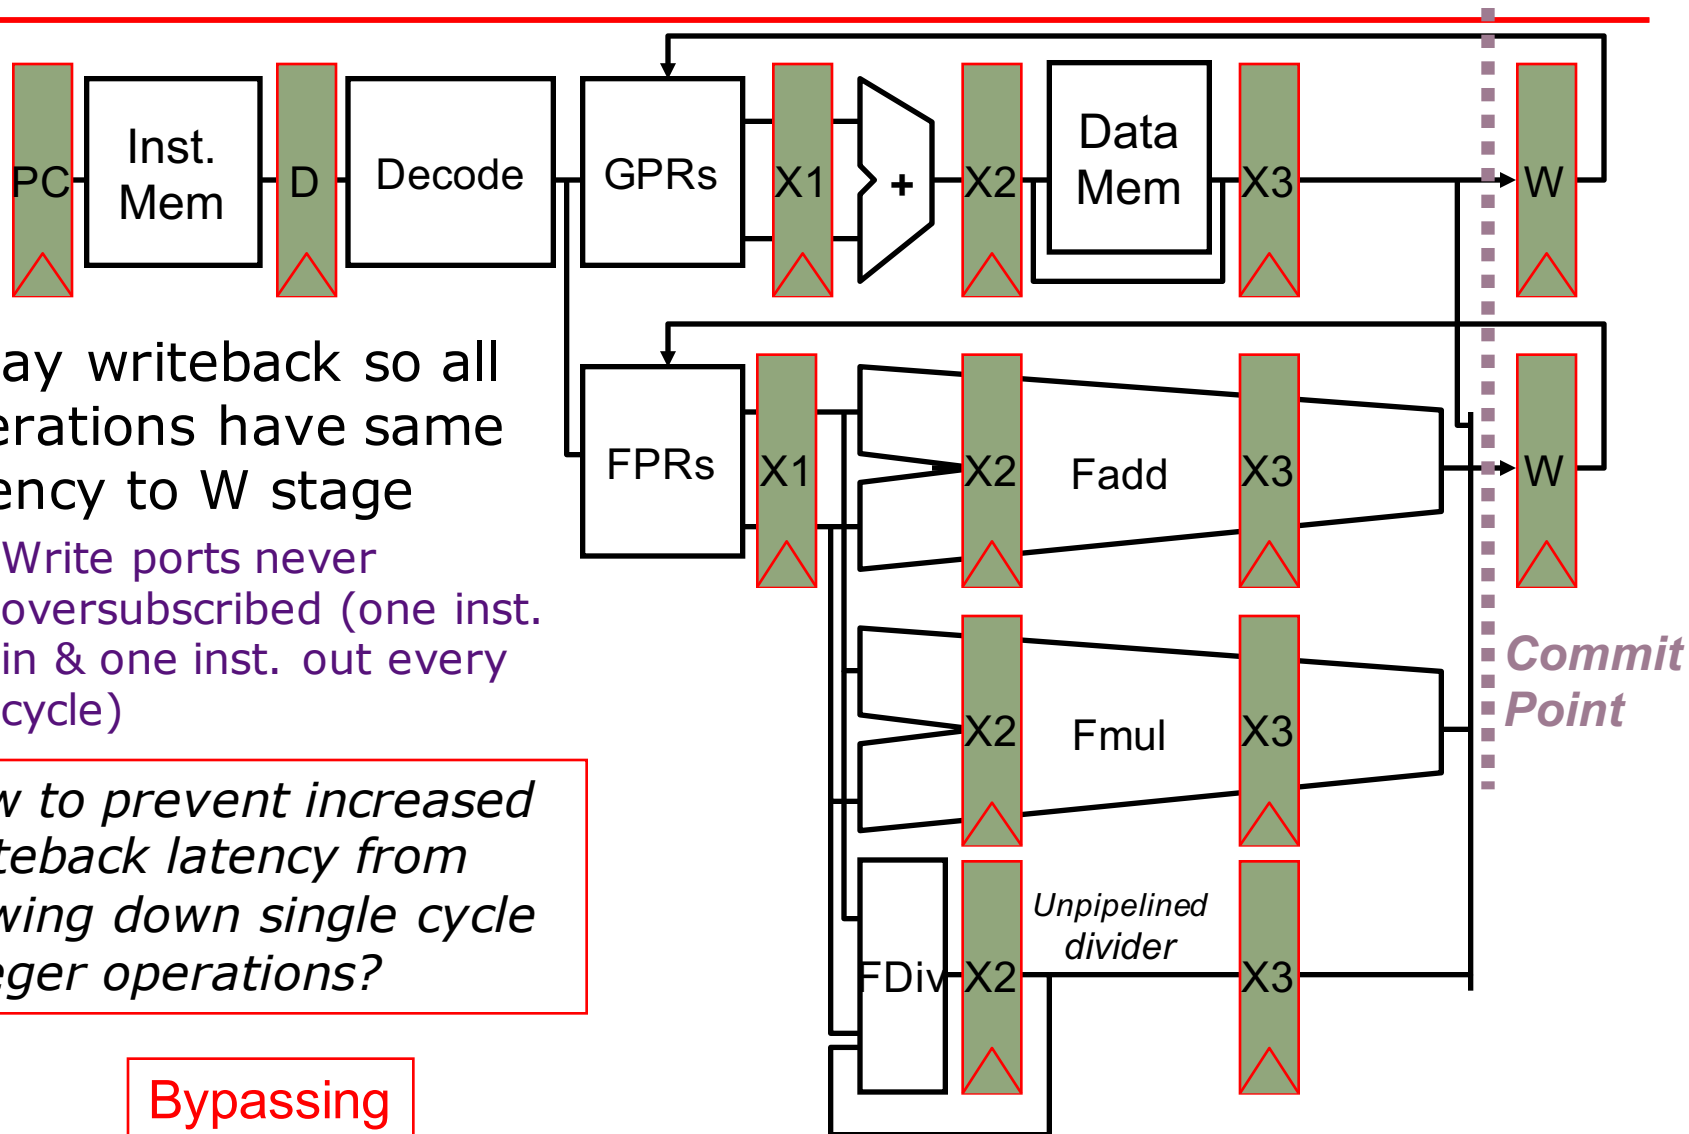 PC
Inst.
Mem
D
Decode
GPRs
X1
+
X2
Data
Mem
X3
W
ay writeback so all
erations have same
ency to W stage
Write ports never
oversubscribed (one inst.
in & one inst. out every
cycle)
w to prevent increased
teback latency from
wing down single cycle
eger operations?
Bypassing
FPRs
X1
X2
Fadd
X3
W
X2
Fmul
X3
Commit
Point
FDiv
X2
Unpipelined
divider
X3